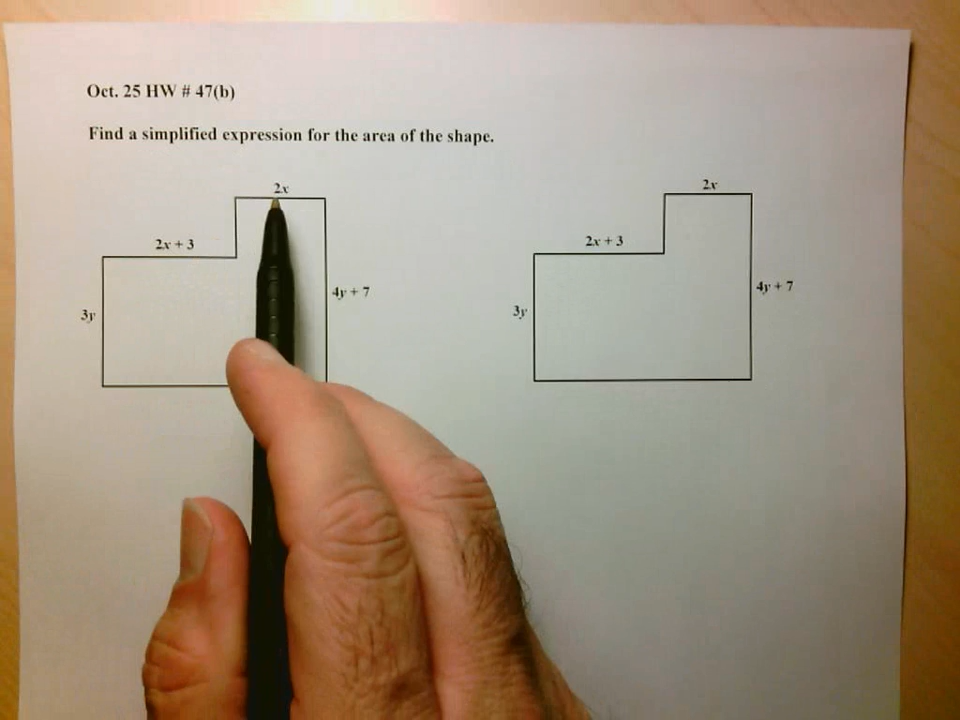 Oct. 25 HW # 47(b)
Find a simplified expression for the area of the shape.
2x
2x + 3
3y
4y + 7
2x
2x + 3
3y
4y + 7